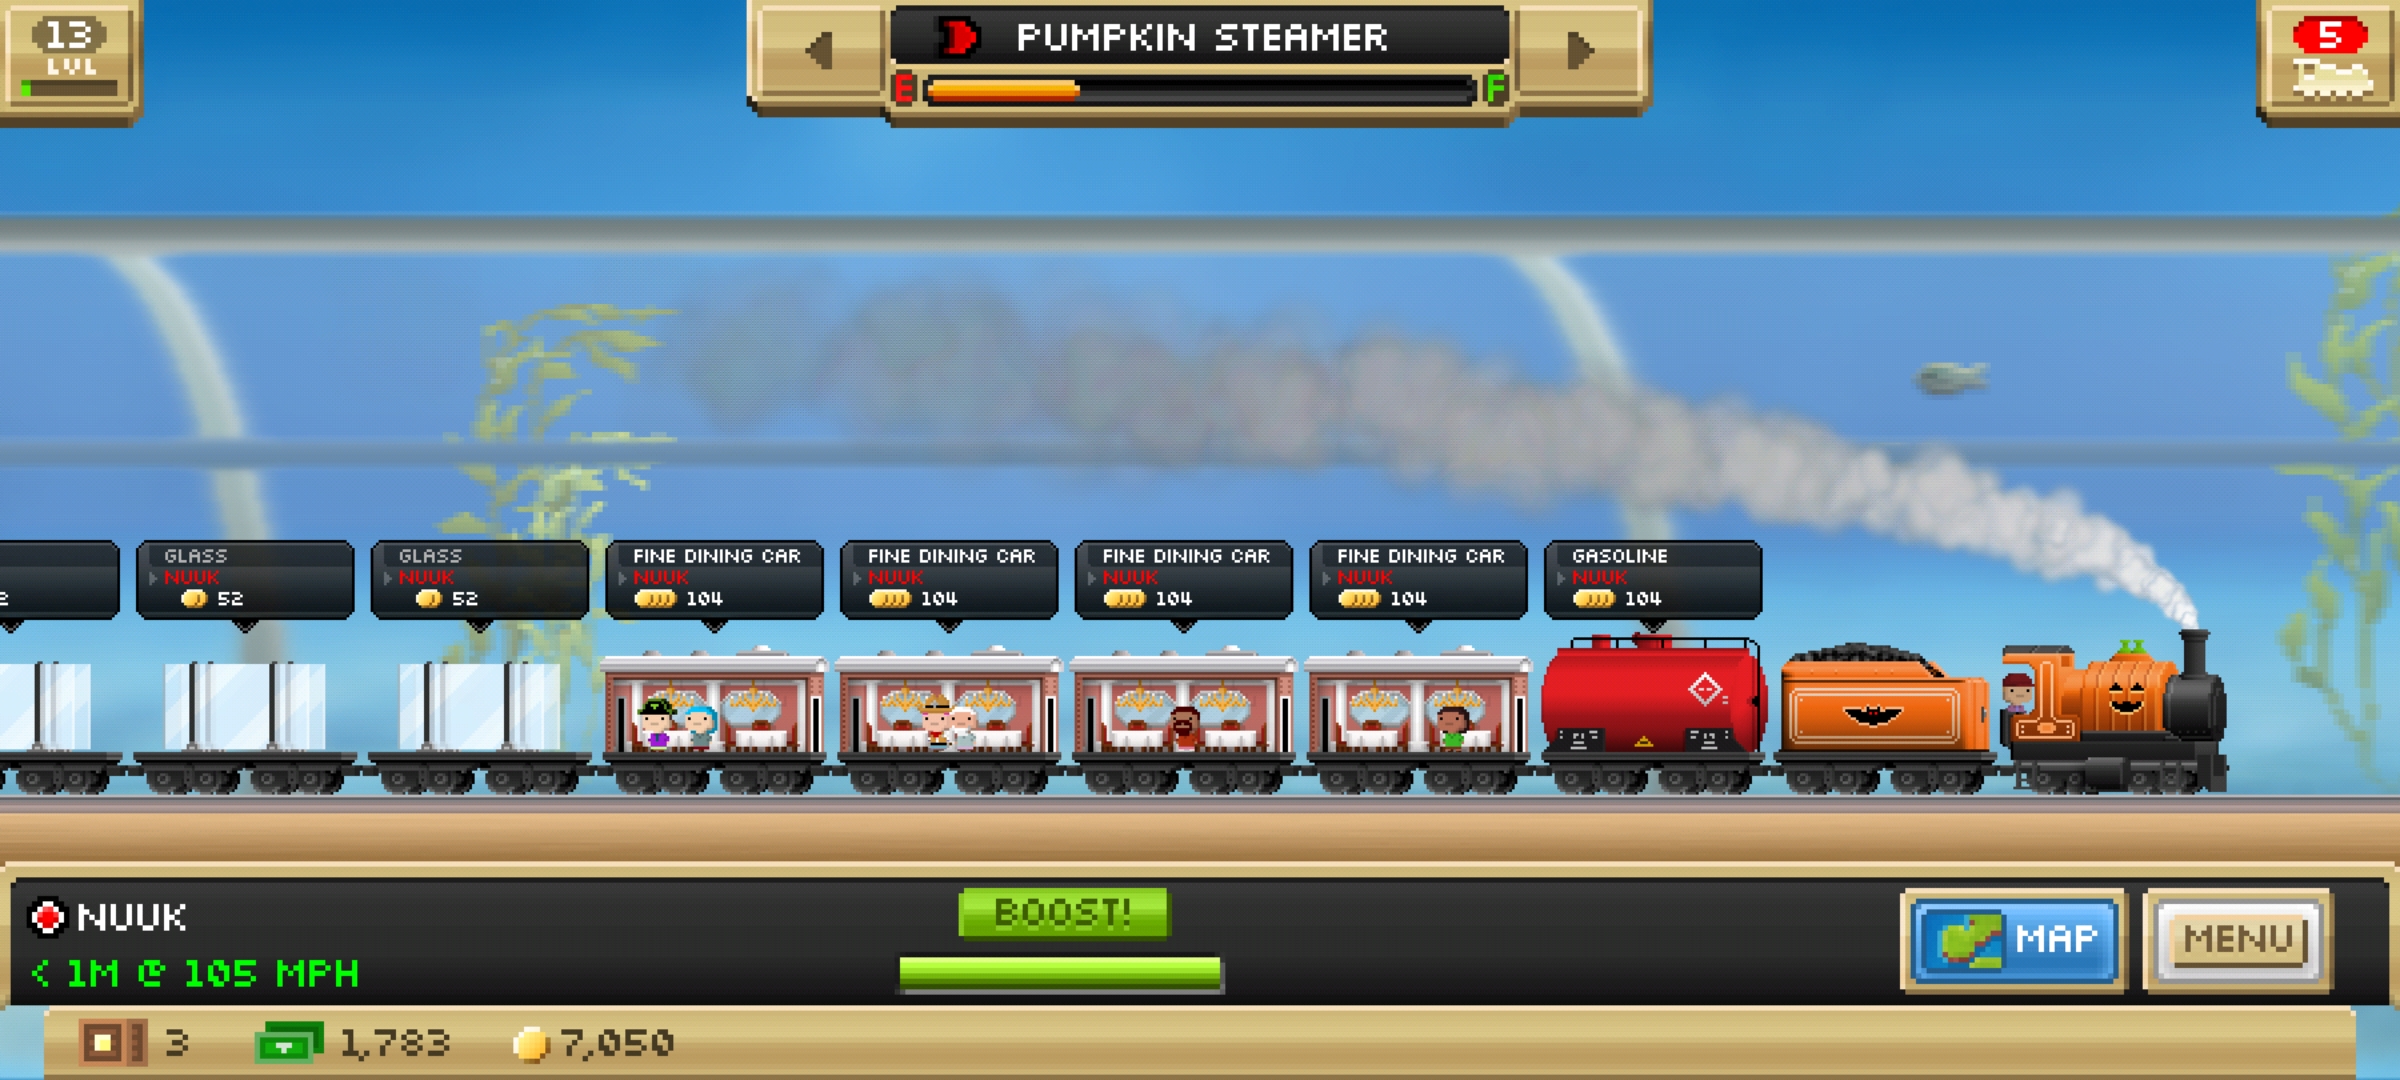 13
LVL
PUMPKIN STEAMER
E F
5
2
GLASS
NUUK
52
GLASS
NUUK
52
FINE DINING CAR
NUUK
104
FINE DINING CAR
NUUK
104
FINE DINING CAR
NUUK
104
FINE DINING CAR
NUUK
104
GASOLINE
NUUK
104
NUUK
< 1M @ 105 MPH
BOOST!
MAP
MENU
3
1,783
7,050